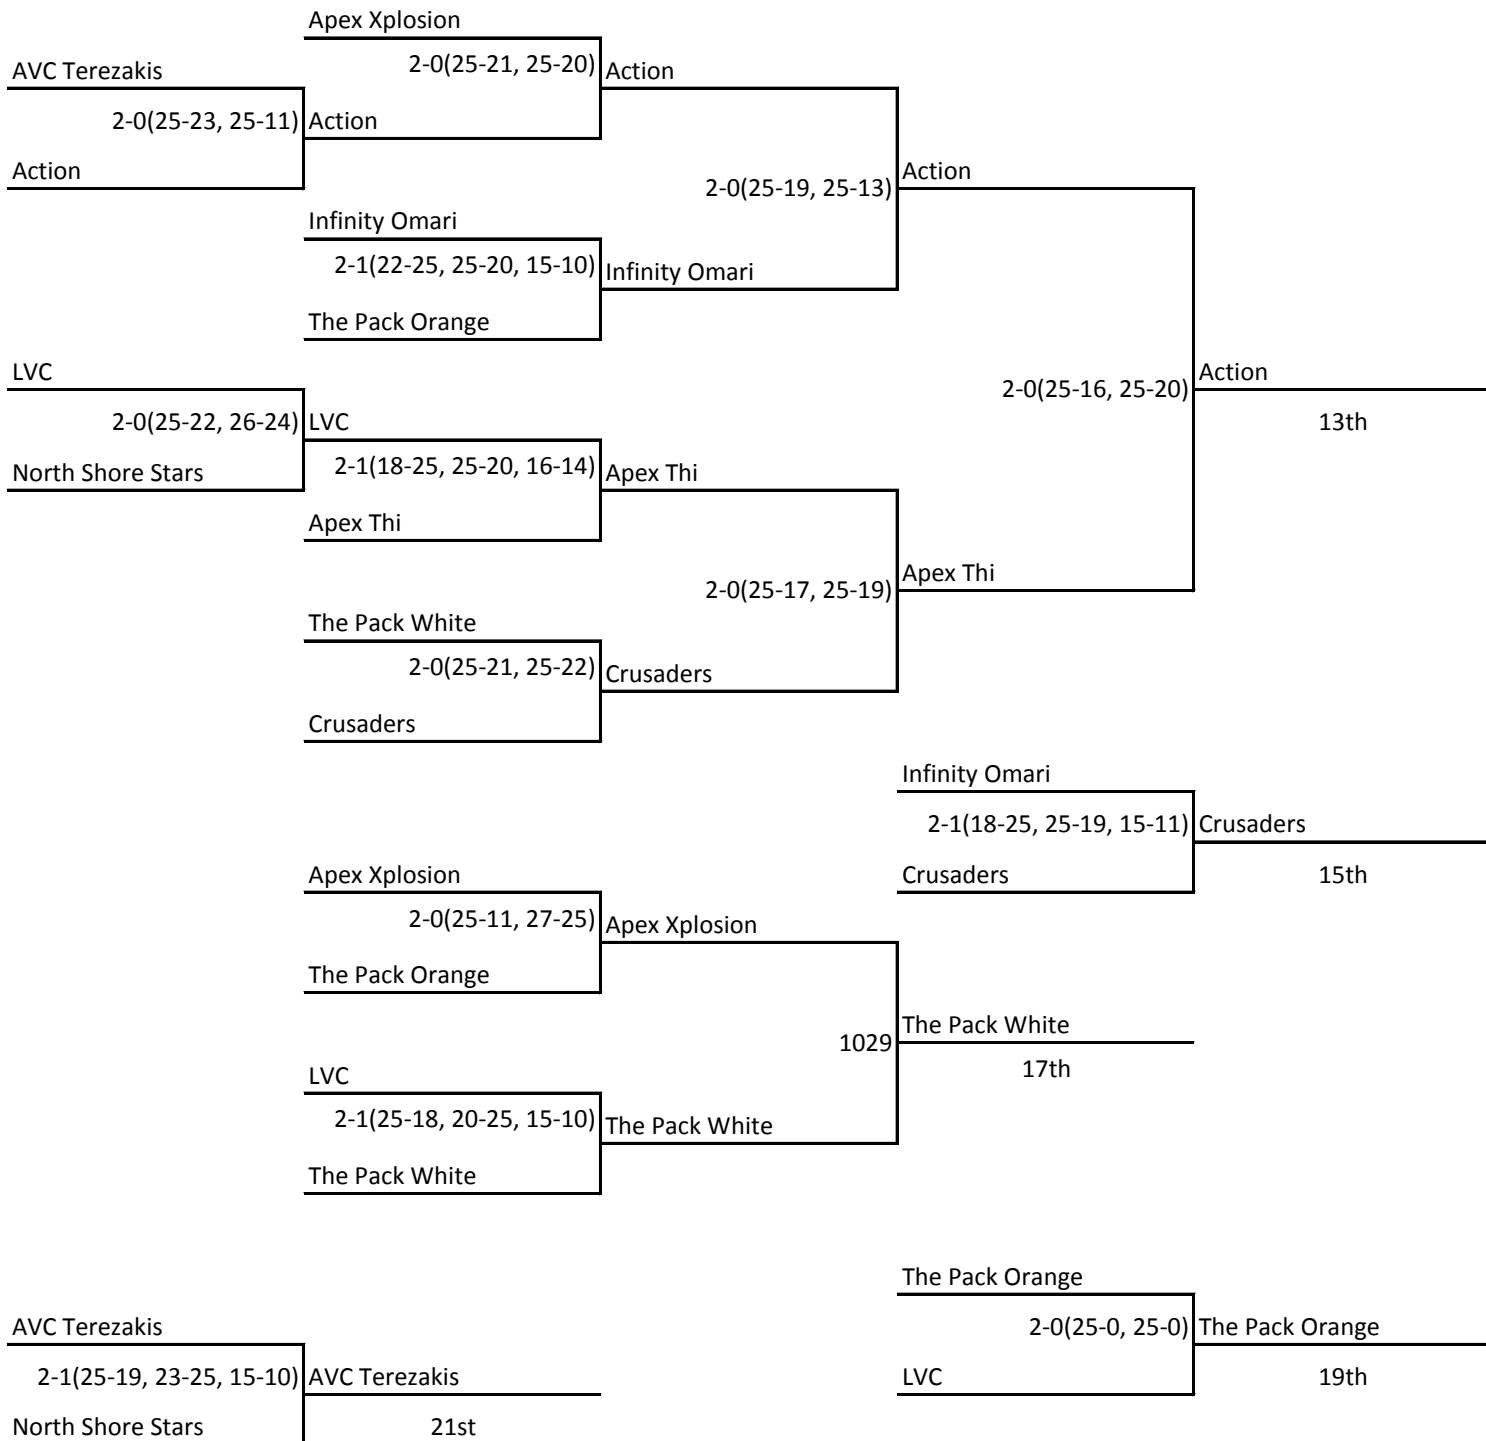 Apex Xplosion
2-0(25-21, 25-20)
Action
AVC Terezakis
2-0(25-23, 25-11)
Action
Action
2-0(25-19, 25-13)
Action
Infinity Omari
2-1(22-25, 25-20, 15-10)
Infinity Omari
The Pack Orange
LVC
2-0(25-16, 25-20)
Action
2-0(25-22, 26-24)
LVC
13th
North Shore Stars
2-1(18-25, 25-20, 16-14)
Apex Thi
Apex Thi
2-0(25-17, 25-19)
Apex Thi
The Pack White
2-0(25-21, 25-22)
Crusaders
Crusaders
Infinity Omari
2-1(18-25, 25-19, 15-11)
Crusaders
Apex Xplosion
Crusaders
15th
2-0(25-11, 27-25)
Apex Xplosion
The Pack Orange
1029
The Pack White
17th
LVC
2-1(25-18, 20-25, 15-10)
The Pack White
The Pack White
The Pack Orange
AVC Terezakis
2-0(25-0, 25-0)
The Pack Orange
2-1(25-19, 23-25, 15-10)
AVC Terezakis
LVC
19th
North Shore Stars
21st